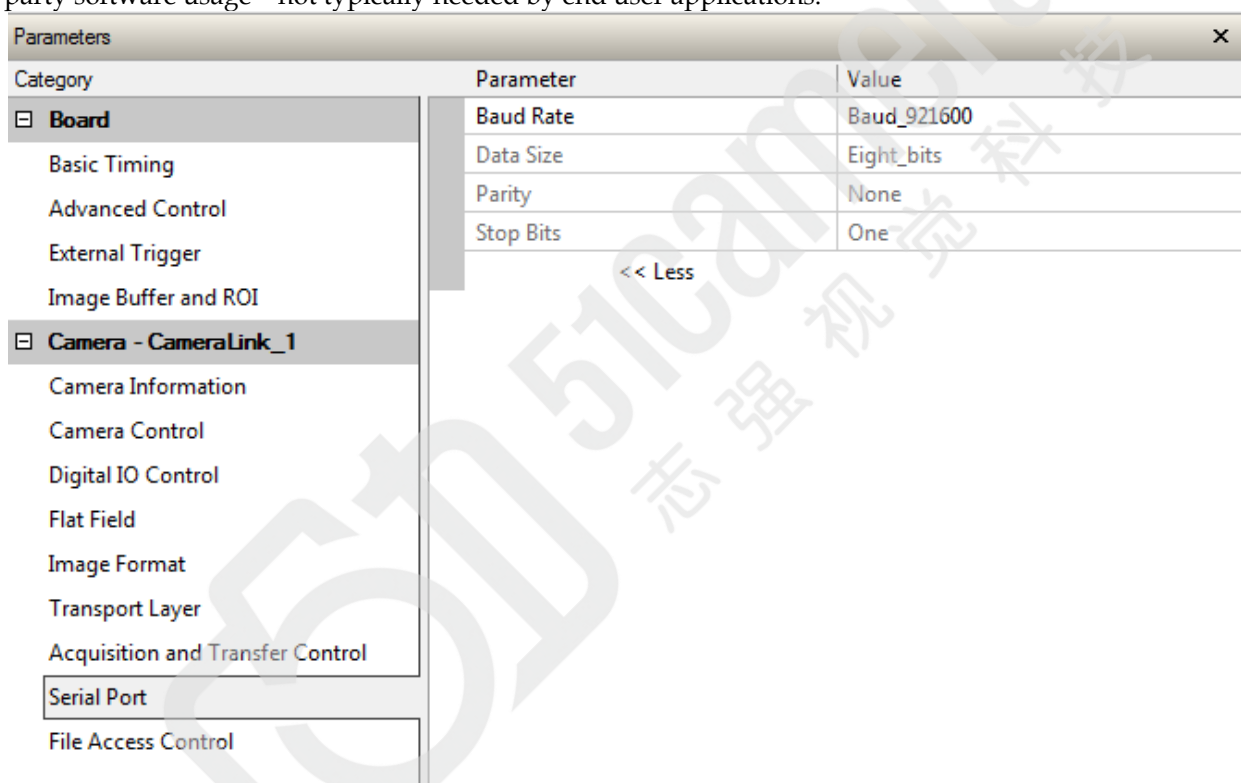 party software usage - not typically needed by end user applications.
Parameters ×
Category Parameter Value
Board Baud Rate Baud_921600
Basic Timing Data Size Eight_bits
Advanced Control Parity None
External Trigger Stop Bits One
<< Less
Image Buffer and ROI
Camera - CameraLink_1
Camera Information
Camera Control
Digital IO Control
Flat Field
Image Format
Transport Layer
Acquisition and Transfer Control
Serial Port
File Access Control
51camera
志强视觉科技